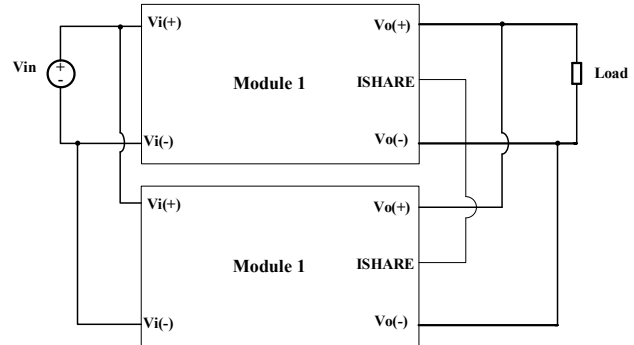 Vi(+)
Vo(+)
Vin
+
-
Module 1
ISHARE
Load
Vi(-)
Vo(-)
Vi(+)
Vo(+)
Module 1
ISHARE
Vi(-)
Vo(-)